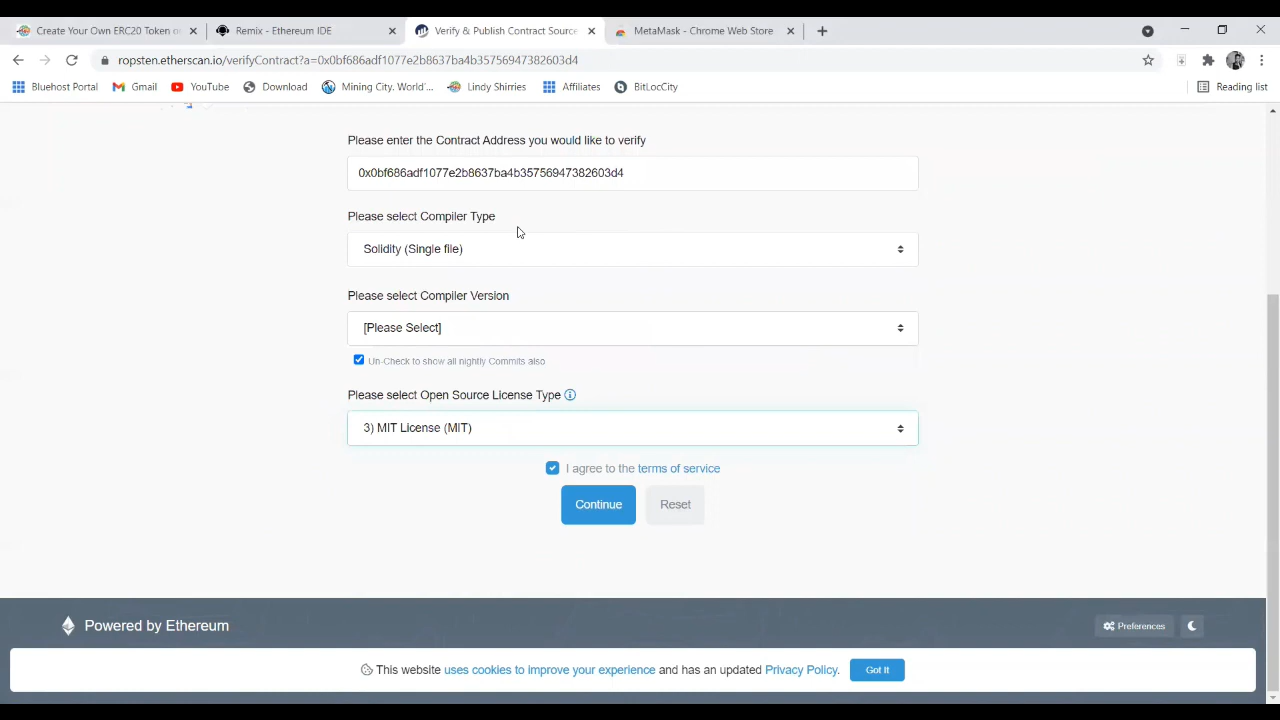 Create Your Own ERC20 Token or
Remix - Ethereum IDE
Verify & Publish Contract Source
MetaMask - Chrome Web Store
ropsten.etherscan.io/verifyContract?a=0x0bf686adf1077e2b8637ba4b35756947382603d4
Bluehost Portal
Gmail
YouTube
Download
Mining City. World'...
Lindy Shirries
Affiliates
BitLocCity
Reading list
Please enter the Contract Address you would like to verify
0x0bf686adf1077e2b8637ba4b35756947382603d4
Please select Compiler Type
Solidity (Single file)
Please select Compiler Version
[Please Select]
Un-Check to show all nightly Commits also
Please select Open Source License Type
3) MIT License (MIT)
I agree to the terms of service
Continue
Reset
Powered by Ethereum
Preferences
This website uses cookies to improve your experience and has an updated Privacy Policy.
Got It